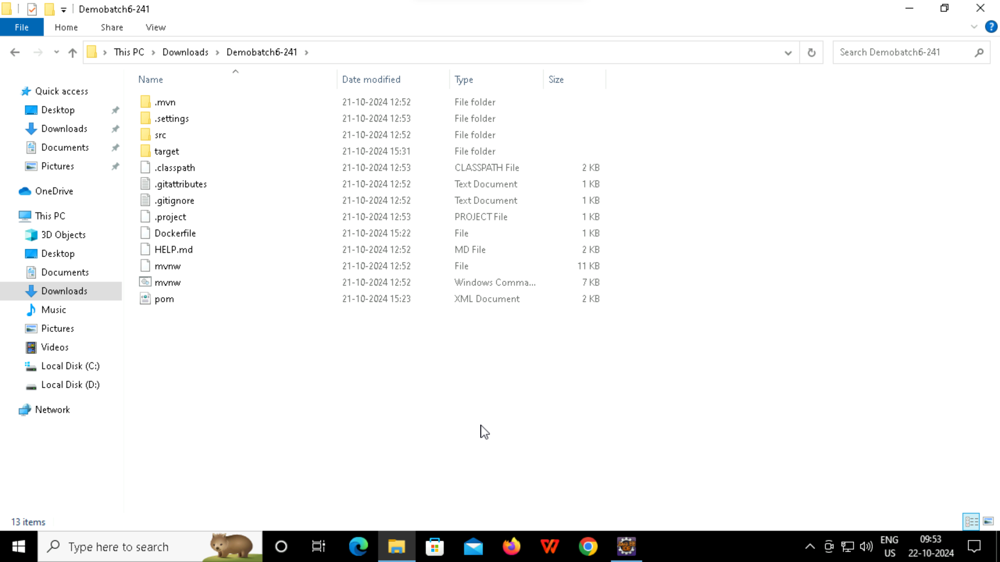 Demobatch6-241
File Home Share View
This PC Downloads Demobatch6-241
Search Demobatch6-241
Name Date modified Type Size
Quick access
Desktop
Downloads
Documents
Pictures
OneDrive
This PC
3D Objects
Desktop
Documents
Downloads
Music
Pictures
Videos
Local Disk (C:)
Local Disk (D:)
Network
.mvn 21-10-2024 12:52 File folder
.settings 21-10-2024 12:53 File folder
src 21-10-2024 12:52 File folder
target 21-10-2024 15:31 File folder
.classpath 21-10-2024 12:53 CLASSPATH File 2 KB
.gitattributes 21-10-2024 12:52 Text Document 1 KB
.gitignore 21-10-2024 12:52 Text Document 1 KB
.project 21-10-2024 12:53 PROJECT File 1 KB
Dockerfile 21-10-2024 15:22 File 1 KB
HELP.md 21-10-2024 12:52 MD File 2 KB
mvnw 21-10-2024 12:52 File 11 KB
mvnw 21-10-2024 12:52 Windows Comma... 7 KB
pom 21-10-2024 15:23 XML Document 2 KB
13 items
Type here to search
Java EE
IDE
ENG
US
09:53
22-10-2024